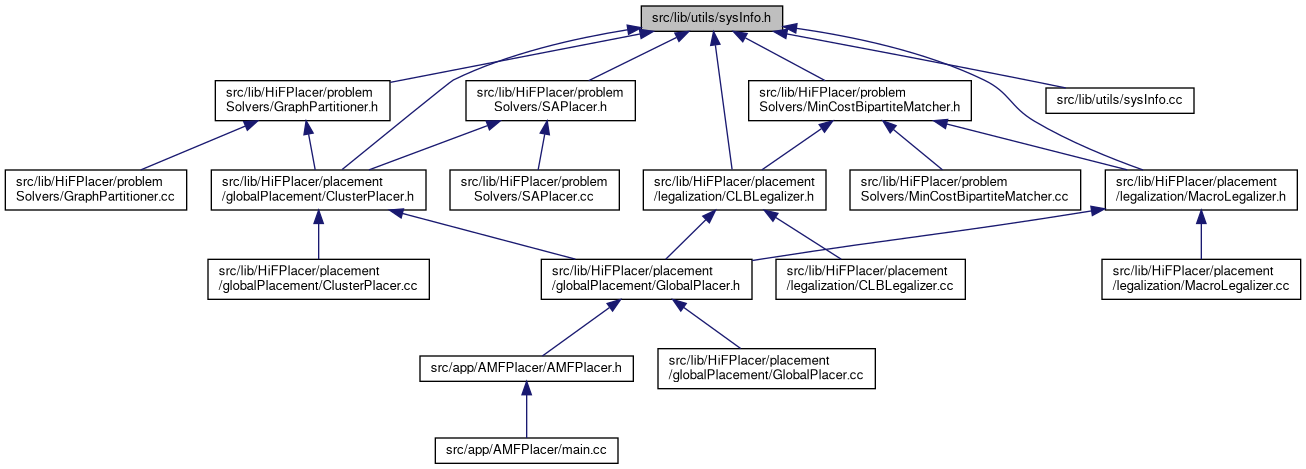 src/lib/utils/sysInfo.h
src/lib/HiFPlacer/problem
Solvers/GraphPartitioner.h
src/lib/HiFPlacer/problem
Solvers/SAPlacer.h
src/lib/HiFPlacer/problem
Solvers/MinCostBipartiteMatcher.h
src/lib/utils/sysInfo.cc
src/lib/HiFPlacer/problem
Solvers/GraphPartitioner.cc
src/lib/HiFPlacer/placement
/globalPlacement/ClusterPlacer.h
src/lib/HiFPlacer/problem
Solvers/SAPlacer.cc
src/lib/HiFPlacer/placement
/legalization/CLBLegalizer.h
src/lib/HiFPlacer/problem
Solvers/MinCostBipartiteMatcher.cc
src/lib/HiFPlacer/placement
/legalization/MacroLegalizer.h
src/lib/HiFPlacer/placement
/globalPlacement/ClusterPlacer.cc
src/lib/HiFPlacer/placement
/globalPlacement/GlobalPlacer.h
src/lib/HiFPlacer/placement
/legalization/CLBLegalizer.cc
src/lib/HiFPlacer/placement
/legalization/MacroLegalizer.cc
src/app/AMFPlacer/AMFPlacer.h
src/lib/HiFPlacer/placement
/globalPlacement/GlobalPlacer.cc
src/app/AMFPlacer/main.cc